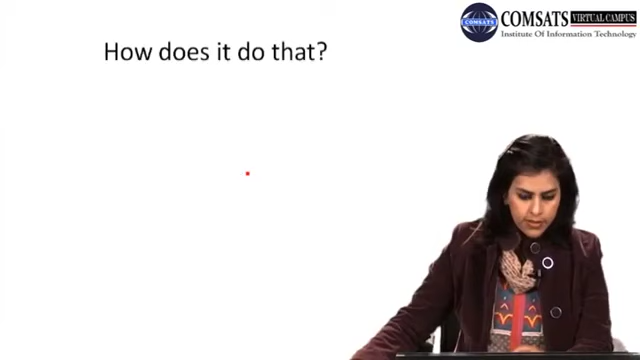 How does it do that?
COMSATS
COMSATS VIRTUAL CAMPUS
Institute Of Information Technology